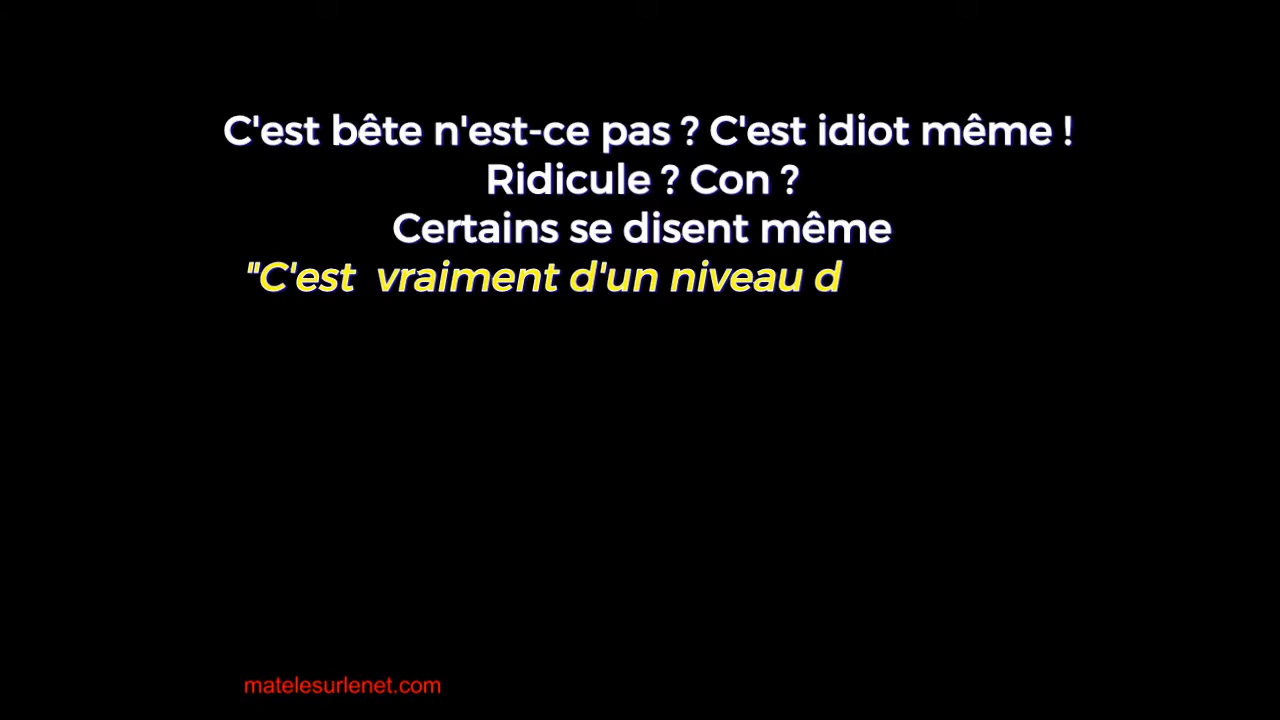 C'est bête n'est-ce pas ? C'est idiot même !
Ridicule ? Con ?
Certains se disent même
"C'est  vraiment d'un niveau d
matelesurlenet.com